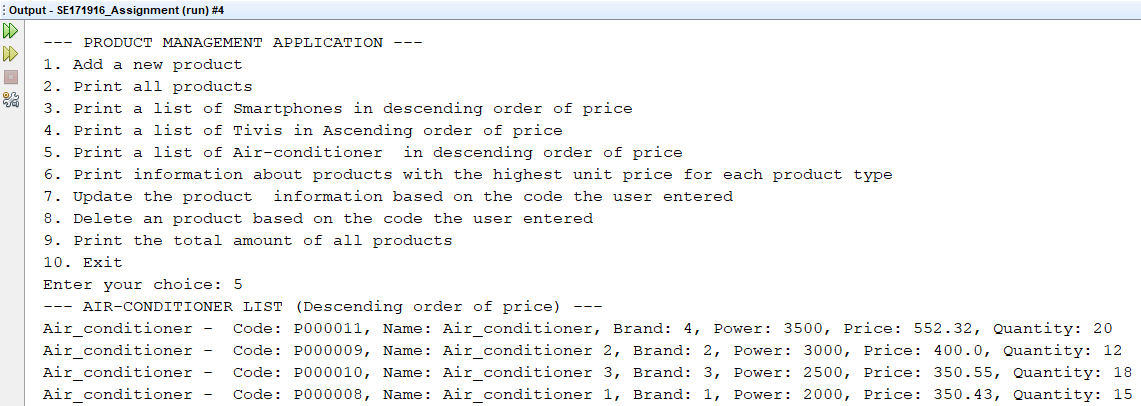 Output - SE171916_Assignment (run) #4
--- PRODUCT MANAGEMENT APPLICATION ---
1. Add a new product
2. Print all products
3. Print a list of Smartphones in descending order of price
4. Print a list of Tivis in Ascending order of price
5. Print a list of Air-conditioner  in descending order of price
6. Print information about products with the highest unit price for each product type
7. Update the product  information based on the code the user entered
8. Delete an product based on the code the user entered
9. Print the total amount of all products
10. Exit
Enter your choice: 5
--- AIR-CONDITIONER LIST (Descending order of price) ---
Air_conditioner -  Code: P000011, Name: Air_conditioner, Brand: 4, Power: 3500, Price: 552.32, Quantity: 20
Air_conditioner -  Code: P000009, Name: Air_conditioner 2, Brand: 2, Power: 3000, Price: 400.0, Quantity: 12
Air_conditioner -  Code: P000010, Name: Air_conditioner 3, Brand: 3, Power: 2500, Price: 350.55, Quantity: 18
Air_conditioner -  Code: P000008, Name: Air_conditioner 1, Brand: 1, Power: 2000, Price: 350.43, Quantity: 15